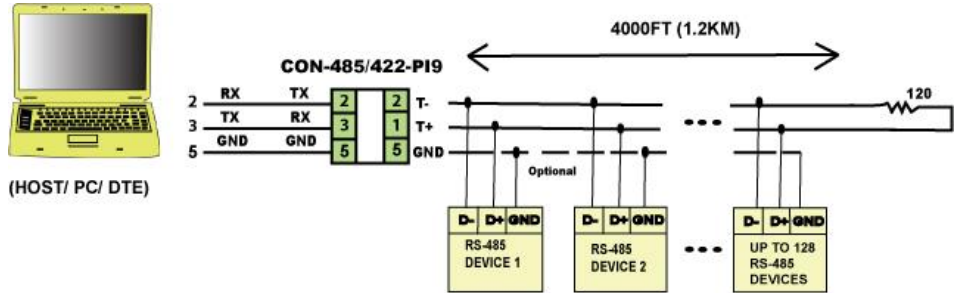 4000FT (1.2KM)
CON-485/422-PI9
120
2 RX TX 2 2 T-
3 TX RX 3 1 T+
5 GND GND 5 5 GND
Optional
(HOST/ PC/ DTE)
D- D+ GND
RS-485
DEVICE 1
D- D+ GND
RS-485
DEVICE 2
D- D+ GND
UP TO 128
RS-485
DEVICES